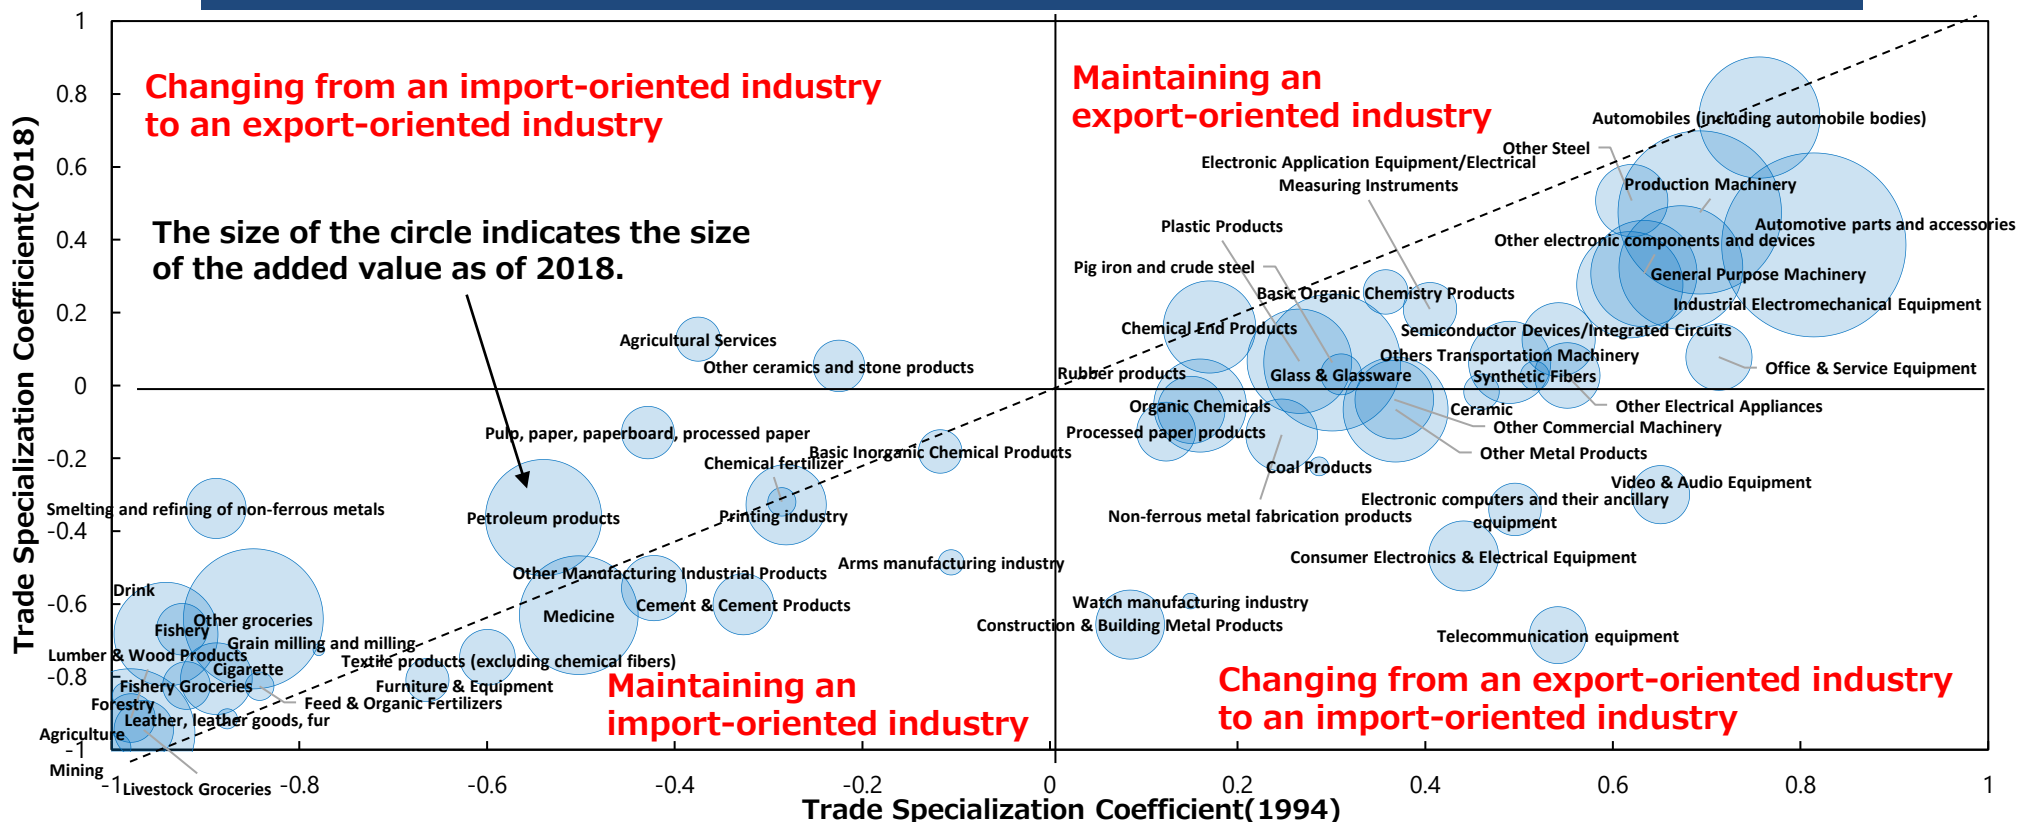 Changing from an import-oriented industry
to an export-oriented industry
Maintaining an
export-oriented industry
The size of the circle indicates the size
of the added value as of 2018.
Automobiles (including automobile bodies)
Other Steel
Electronic Application Equipment/Electrical
Measuring Instruments
Production Machinery
Plastic Products
Automotive parts and accessories
Other electronic components and devices
Pig iron and crude steel
General Purpose Machinery
Basic Organic Chemistry Products
Industrial Electromechanical Equipment
Chemical End Products
Semiconductor Devices/Integrated Circuits
Agricultural Services
Others Transportation Machinery
Other ceramics and stone products
Office & Service Equipment
Rubber products
Glass & Glassware
Synthetic Fibers
Organic Chemicals
Ceramic
Other Electrical Appliances
Processed paper products
Other Commercial Machinery
Pulp, paper, paperboard, processed paper
Basic Inorganic Chemical Products
Other Metal Products
Chemical fertilizer
Coal Products
Video & Audio Equipment
Electronic computers and their ancillary
equipment
Smelting and refining of non-ferrous metals
Petroleum products
Printing industry
Non-ferrous metal fabrication products
Arms manufacturing industry
Consumer Electronics & Electrical Equipment
Other Manufacturing Industrial Products
Drink
Cement & Cement Products
Watch manufacturing industry
Medicine
Other groceries
Construction & Building Metal Products
Fishery
Telecommunication equipment
Grain milling and milling
Lumber & Wood Products
Textile products (excluding chemical fibers)
Cigarette
Fishery Groceries
Furniture & Equipment
Feed & Organic Fertilizers
Forestry
Leather, leather goods, fur
Agriculture
Mining
Livestock Groceries
Maintaining an
import-oriented industry
Changing from an export-oriented industry
to an import-oriented industry
Trade Specialization Coefficient(2018)
1
0.8
0.6
0.4
0.2
0
-0.2
-0.4
-0.6
-0.8
-1
-1
-0.8
-0.6
-0.4
-0.2
0
0.2
0.4
0.6
0.8
1
Trade Specialization Coefficient(1994)